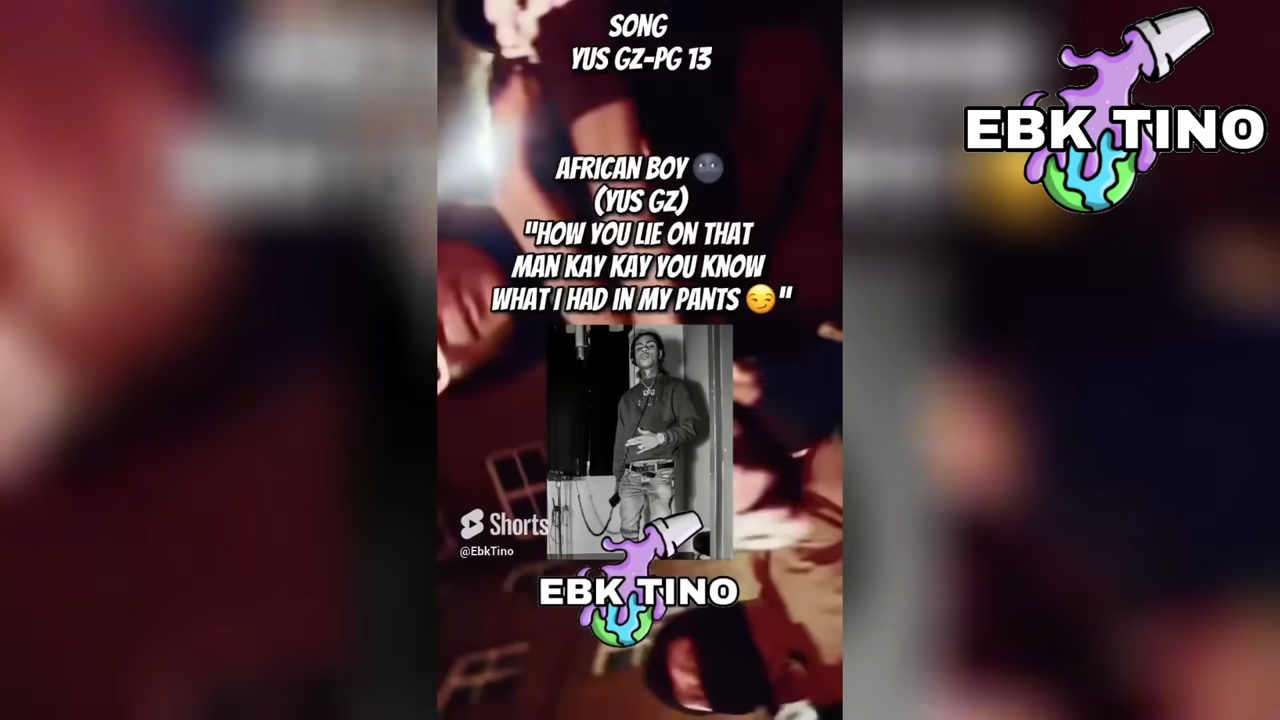 SONG
YUS GZ-PG 13
EBK TINO
AFRICAN BOY 🌚
(YUS GZ)
"HOW YOU LIE ON THAT
MAN KAY KAY YOU KNOW
WHAT I HAD IN MY PANTS 😏"
Shorts
@EbkTino
EBK TINO